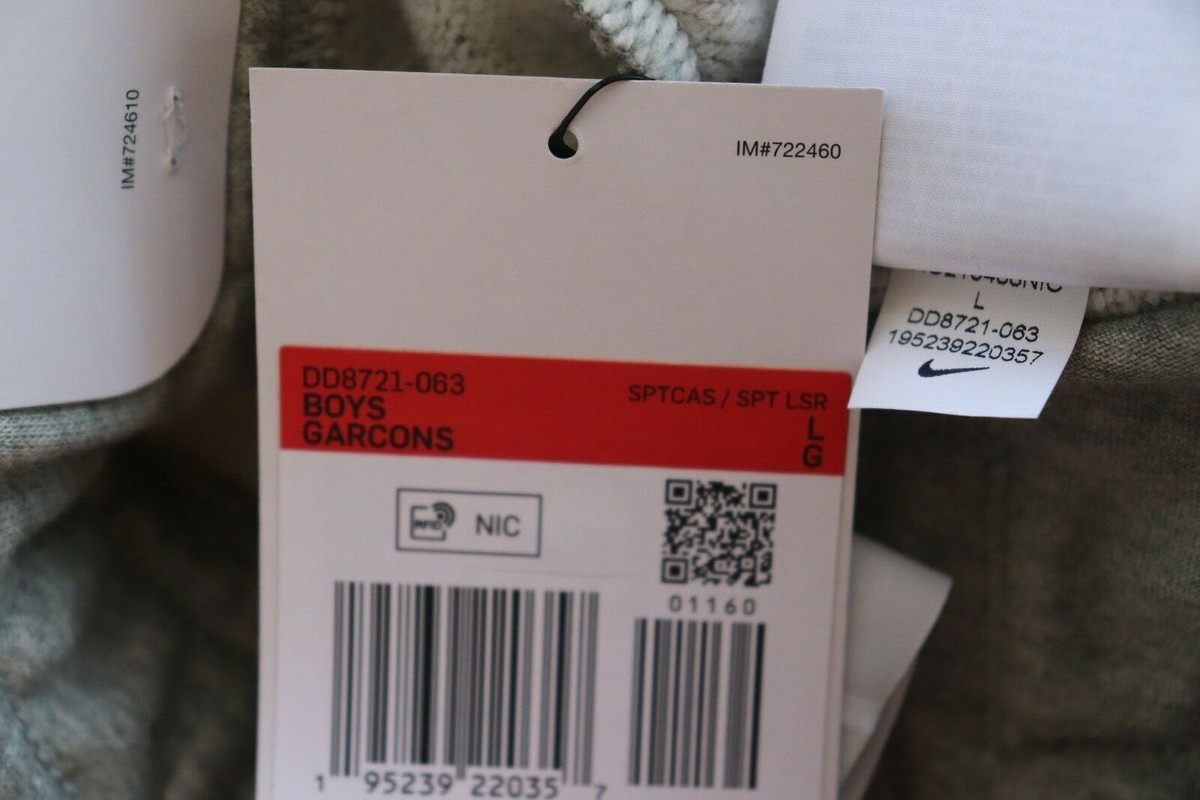 IM#724610
IM#722460
L
DD8721-063
195239220357
DD8721-063
SPTCAS / SPT LSR
BOYS
L
GARCONS
G
RFID
NIC
01160
1 95239 22035 7